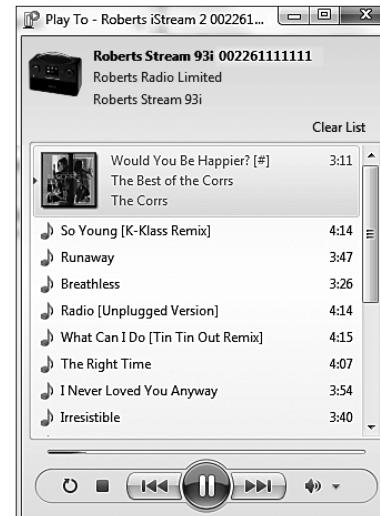 Play To - Roberts iStream 2 002261...
Roberts Stream 93i 002261111111
Roberts Radio Limited
Roberts Stream 93i
Clear List
Would You Be Happier? [#] 3:11
The Best of the Corrs
The Corrs
So Young [K-Klass Remix] 4:14
Runaway 3:47
Breathless 3:26
Radio [Unplugged Version] 4:14
What Can I Do [Tin Tin Out Remix] 4:15
The Right Time 4:07
I Never Loved You Anyway 3:54
Irresistible 3:40